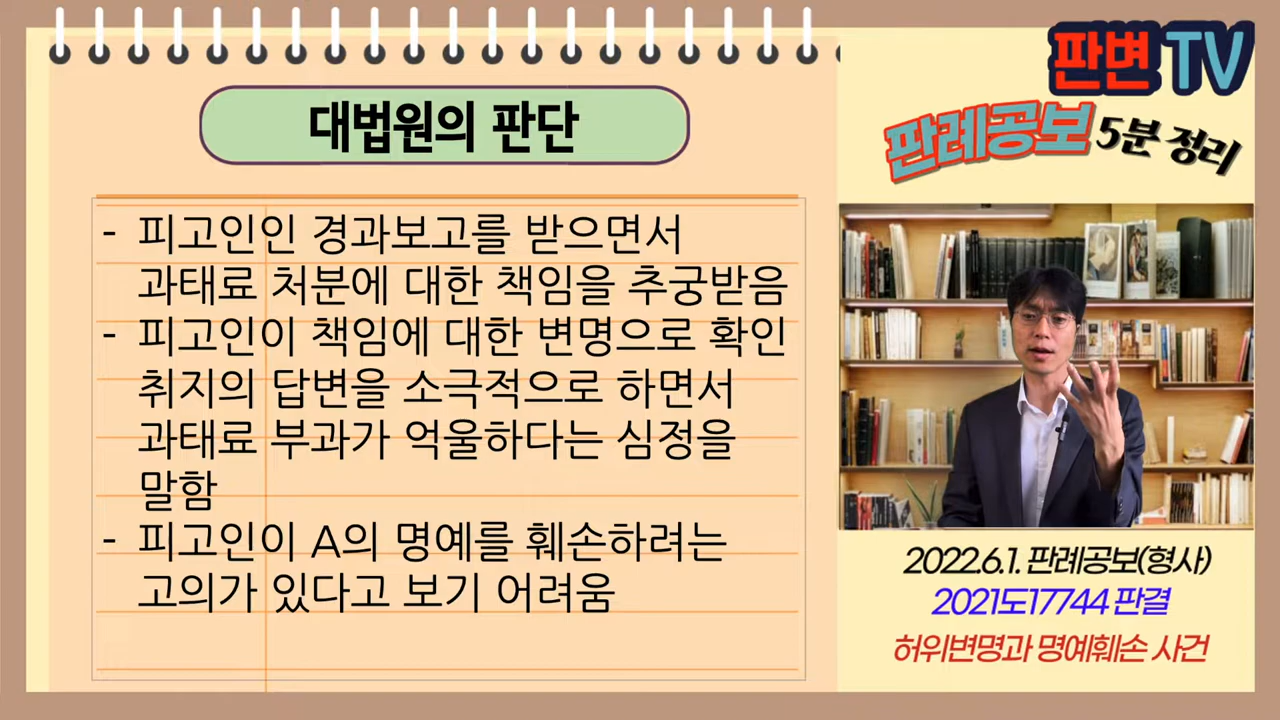 판변 TV
판례공보 5분 정리
대법원의 판단
- 피고인인 경과보고를 받으면서
과태료 처분에 대한 책임을 추궁받음
- 피고인이 책임에 대한 변명으로 확인
취지의 답변을 소극적으로 하면서
과태료 부과가 억울하다는 심정을
말함
- 피고인이 A의 명예를 훼손하려는
고의가 있다고 보기 어려움
2022.6.1. 판례공보(형사)
2021도17744 판결
허위변명과 명예훼손 사건